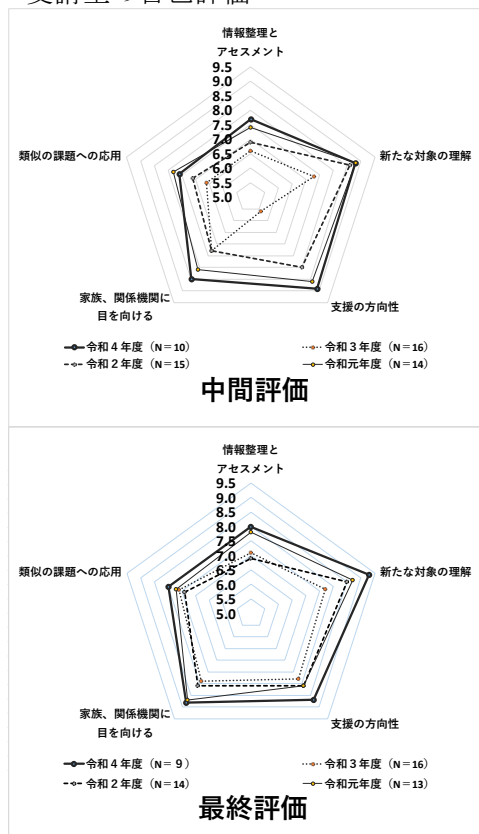 情報整理と
アセスメント
9.5
9.0
8.5
8.0
7.5
7.0
6.5
6.0
5.5
5.0
類似の課題への応用
新たな対象の理解
家族、関係機関に
目を向ける
支援の方向性
令和４年度（N＝10）
令和３年度（N＝16）
令和２年度（N＝15）
令和元年度（N＝14）
中間評価
情報整理と
アセスメント
9.5
9.0
8.5
8.0
7.5
7.0
6.5
6.0
5.5
5.0
類似の課題への応用
新たな対象の理解
家族、関係機関に
目を向ける
支援の方向性
令和４年度（N＝９）
令和３年度（N＝16）
令和２年度（N＝14）
令和元年度（N＝13）
最終評価